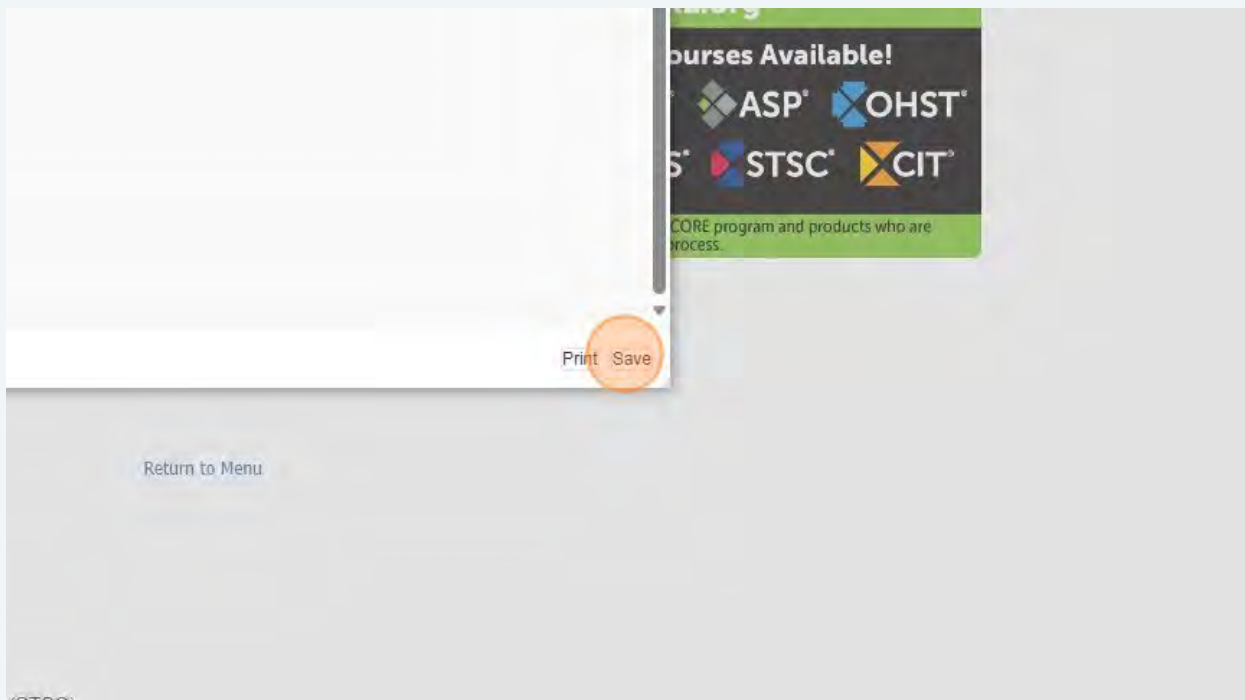 ourses Available!
ASP® OHST®
S® STSC® CIT®
CORE program and products who are
process.
Print Save
Return to Menu